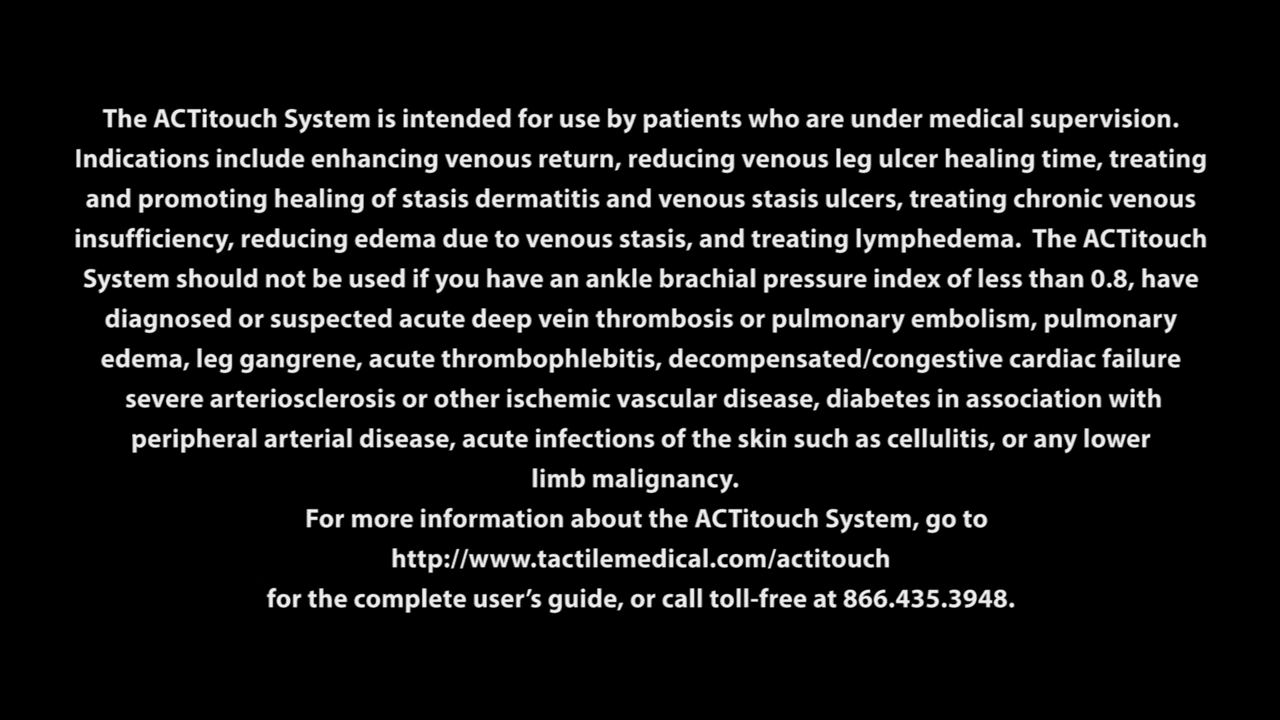 The ACTitouch System is intended for use by patients who are under medical supervision.
Indications include enhancing venous return, reducing venous leg ulcer healing time, treating
and promoting healing of stasis dermatitis and venous stasis ulcers, treating chronic venous
insufficiency, reducing edema due to venous stasis, and treating lymphedema.  The ACTitouch
System should not be used if you have an ankle brachial pressure index of less than 0.8, have
diagnosed or suspected acute deep vein thrombosis or pulmonary embolism, pulmonary
edema, leg gangrene, acute thrombophlebitis, decompensated/congestive cardiac failure
severe arteriosclerosis or other ischemic vascular disease, diabetes in association with
peripheral arterial disease, acute infections of the skin such as cellulitis, or any lower
limb malignancy.
For more information about the ACTitouch System, go to
http://www.tactilemedical.com/actitouch
for the complete user’s guide, or call toll-free at 866.435.3948.